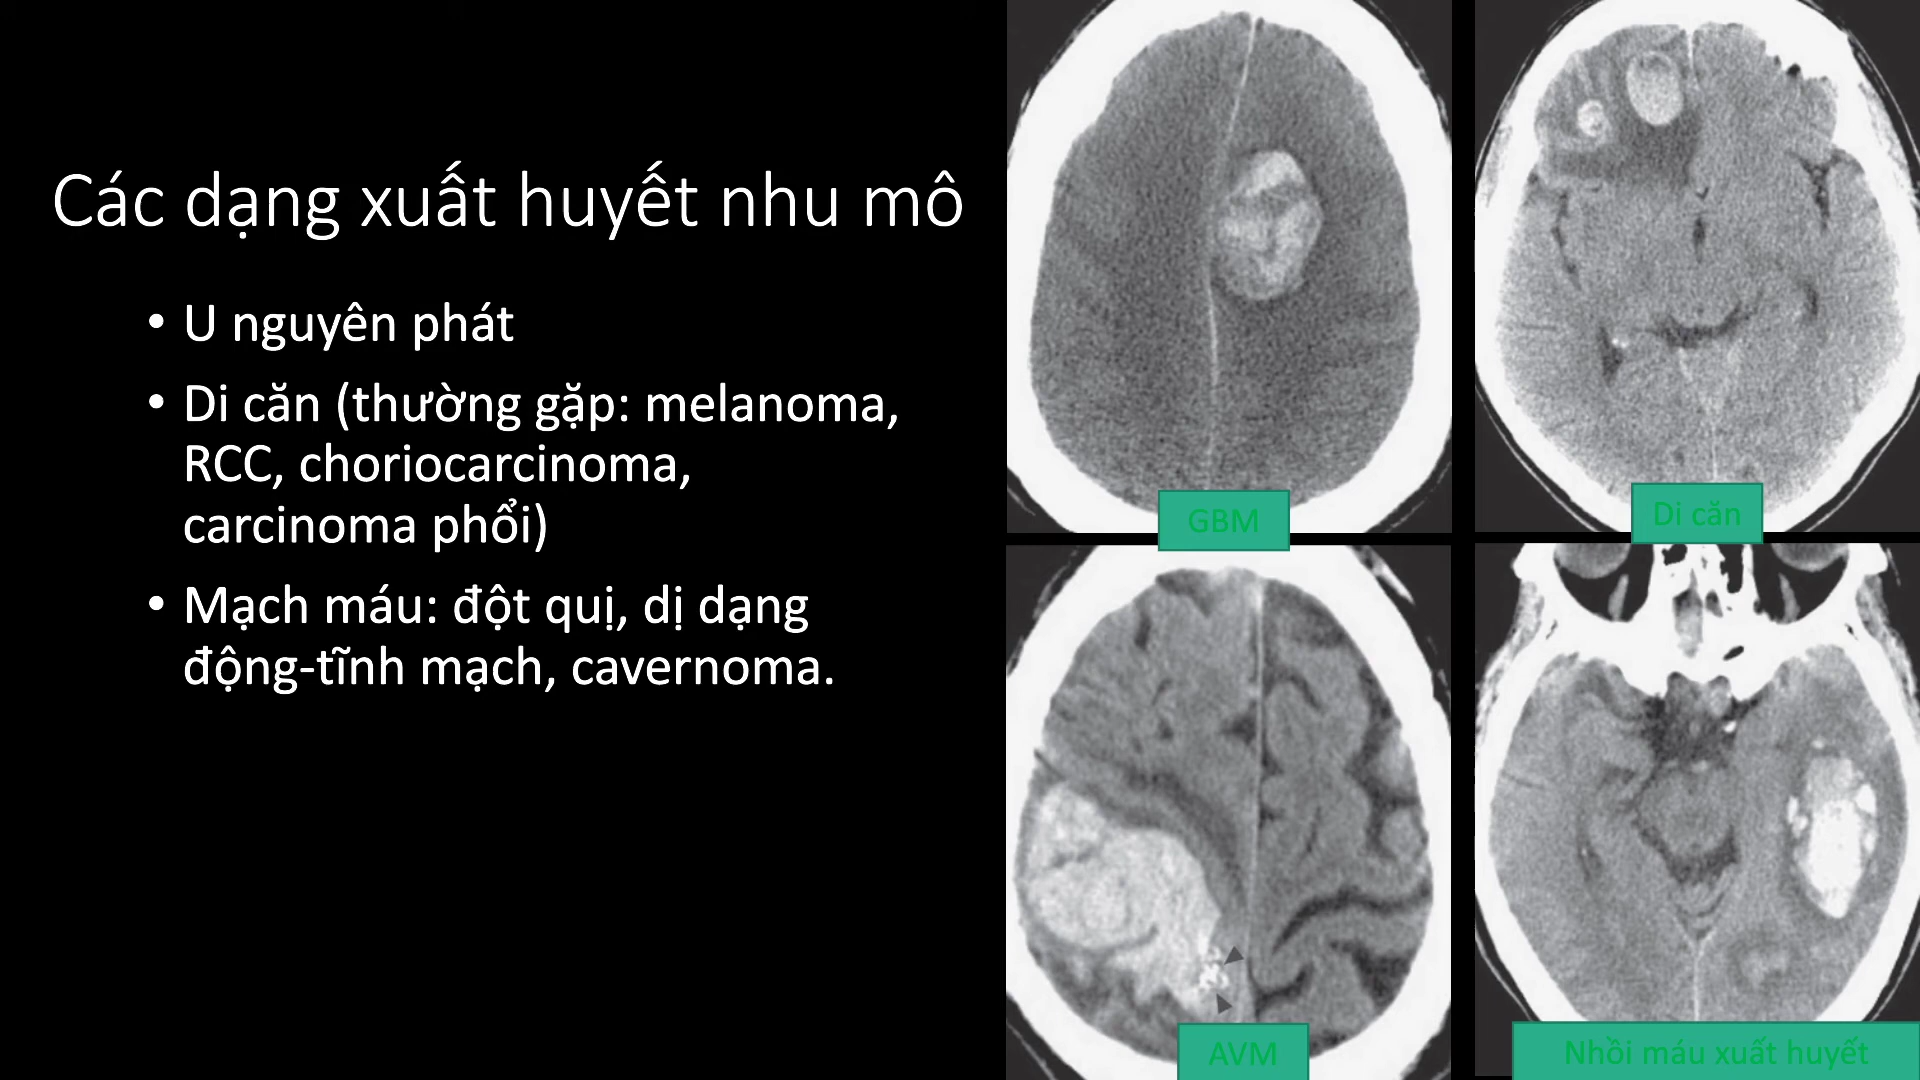 Các dạng xuất huyết nhu mô
• U nguyên phát
• Di căn (thường gặp: melanoma,
RCC, choriocarcinoma,
carcinoma phổi)
• Mạch máu: đột quị, dị dạng
động-tĩnh mạch, cavernoma.
GBM
Di căn
AVM
Nhồi máu xuất huyết